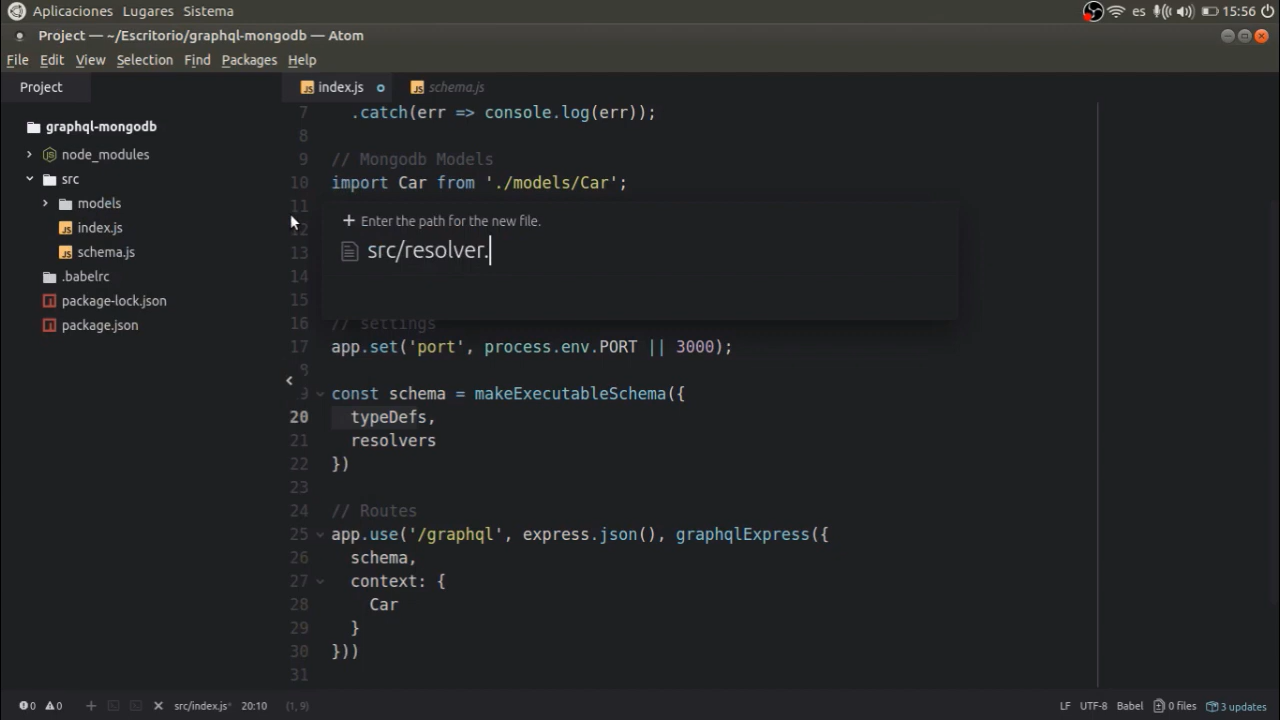 Aplicaciones Lugares Sistema
es 15:56
Project — ~/Escritorio/graphql-mongodb — Atom
File Edit View Selection Find Packages Help
Project
graphql-mongodb
node_modules
src
models
index.js
schema.js
.babelrc
package-lock.json
package.json
index.js schema.js
7 .catch(err => console.log(err));
8
9 // Mongodb Models
10 import Car from './models/Car';
11
12
13
14
15
Enter the path for the new file.
src/resolver.
16 // settings
17 app.set('port', process.env.PORT || 3000);
8
9 const schema = makeExecutableSchema({
20 typeDefs,
21 resolvers
22 })
23
24 // Routes
25 app.use('/graphql', express.json(), graphqlExpress({
26 schema,
27 context: {
28 Car
29 }
30 }))
31
0 0 src/index.js* 20:10 (1, 9) LF UTF-8 Babel 0 files 3 updates